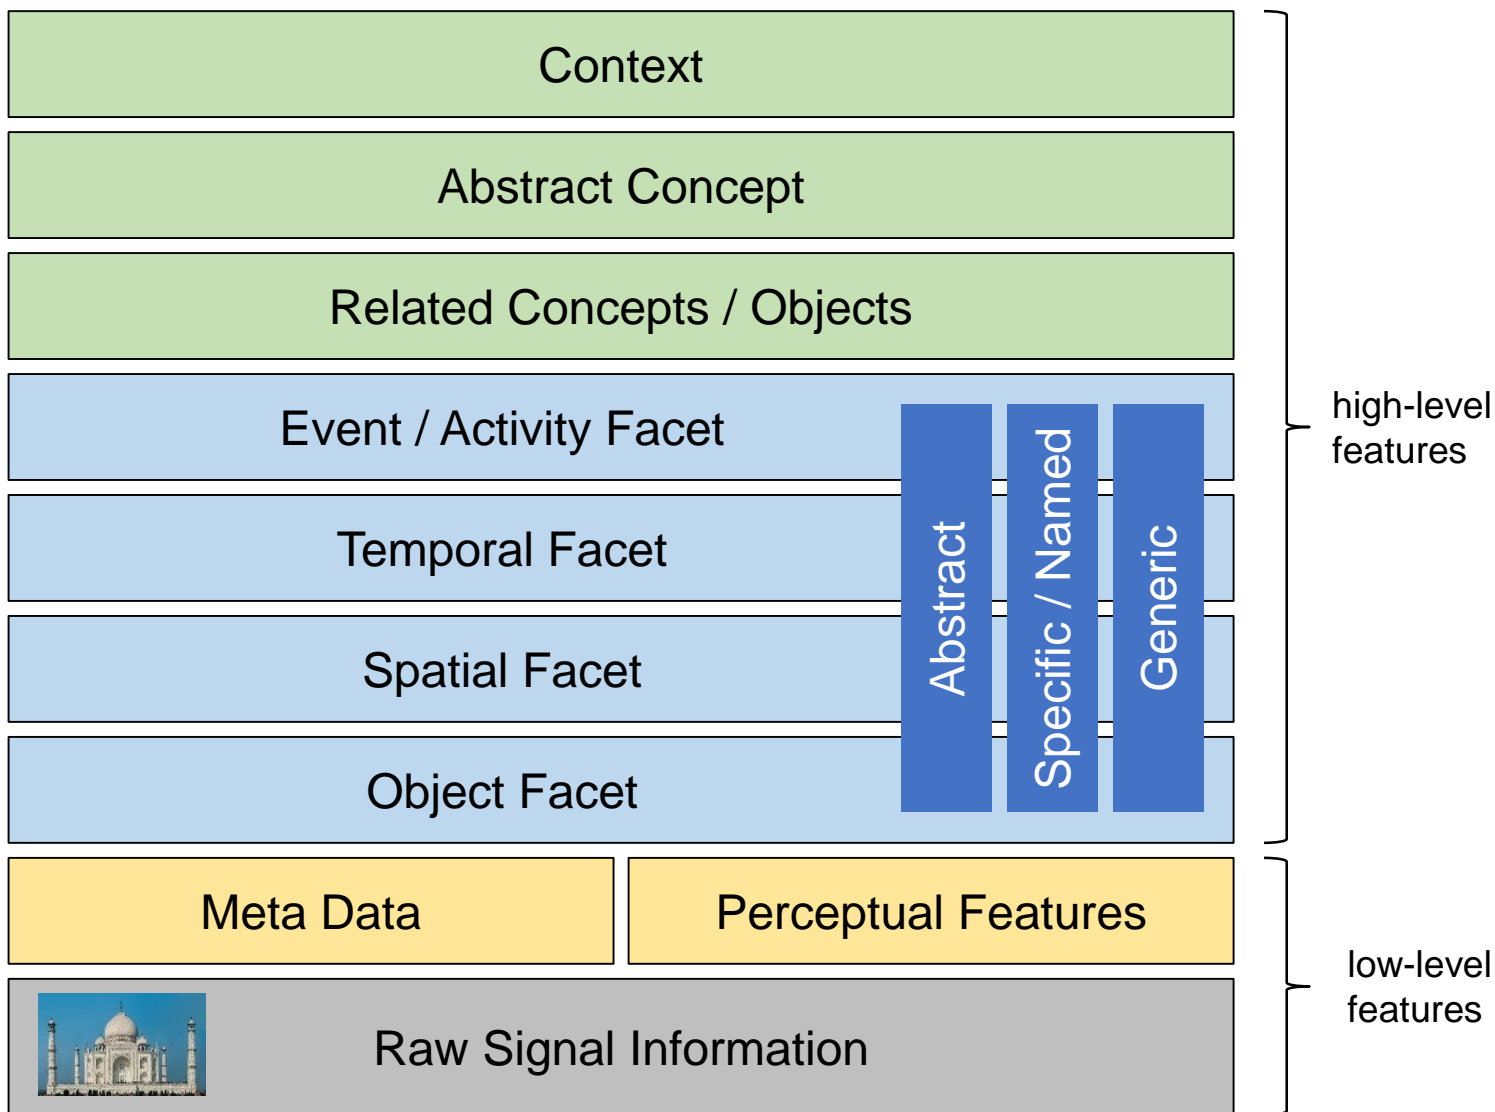 Context
Abstract Concept
Related Concepts / Objects
Event / Activity Facet
Temporal Facet
Spatial Facet
Object Facet
Abstract
Specific / Named
Generic
high-level
features
Meta Data
Perceptual Features
Raw Signal Information
low-level
features